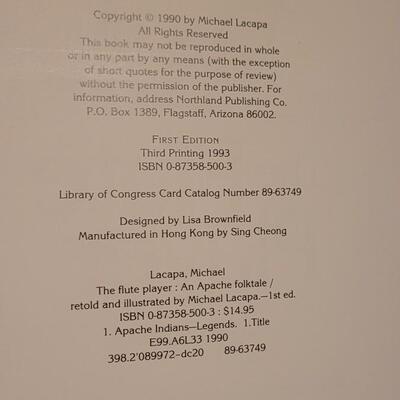 Copyright © 1990 by Michael Lacapa
All Rights Reserved
This book may not be reproduced in whole
or in any part by any means (with the exception
of short quotes for the purpose of review)
without the permission of the publisher. For
information, address Northland Publishing Co.
P.O. Box 1389, Flagstaff, Arizona 86002.
FIRST EDITION
Third Printing 1993
ISBN 0-87358-500-3
Library of Congress Card Catalog Number 89-63749
Designed by Lisa Brownfield
Manufactured in Hong Kong by Sing Cheong
Lacapa, Michael
The flute player : An Apache folktale /
retold and illustrated by Michael Lacapa.—1st ed.
ISBN 0-87358-500-3 : $14.95
1. Apache Indians—Legends. 1.Title
E99.A6L33 1990
398.2'089972–dc20 89-63749